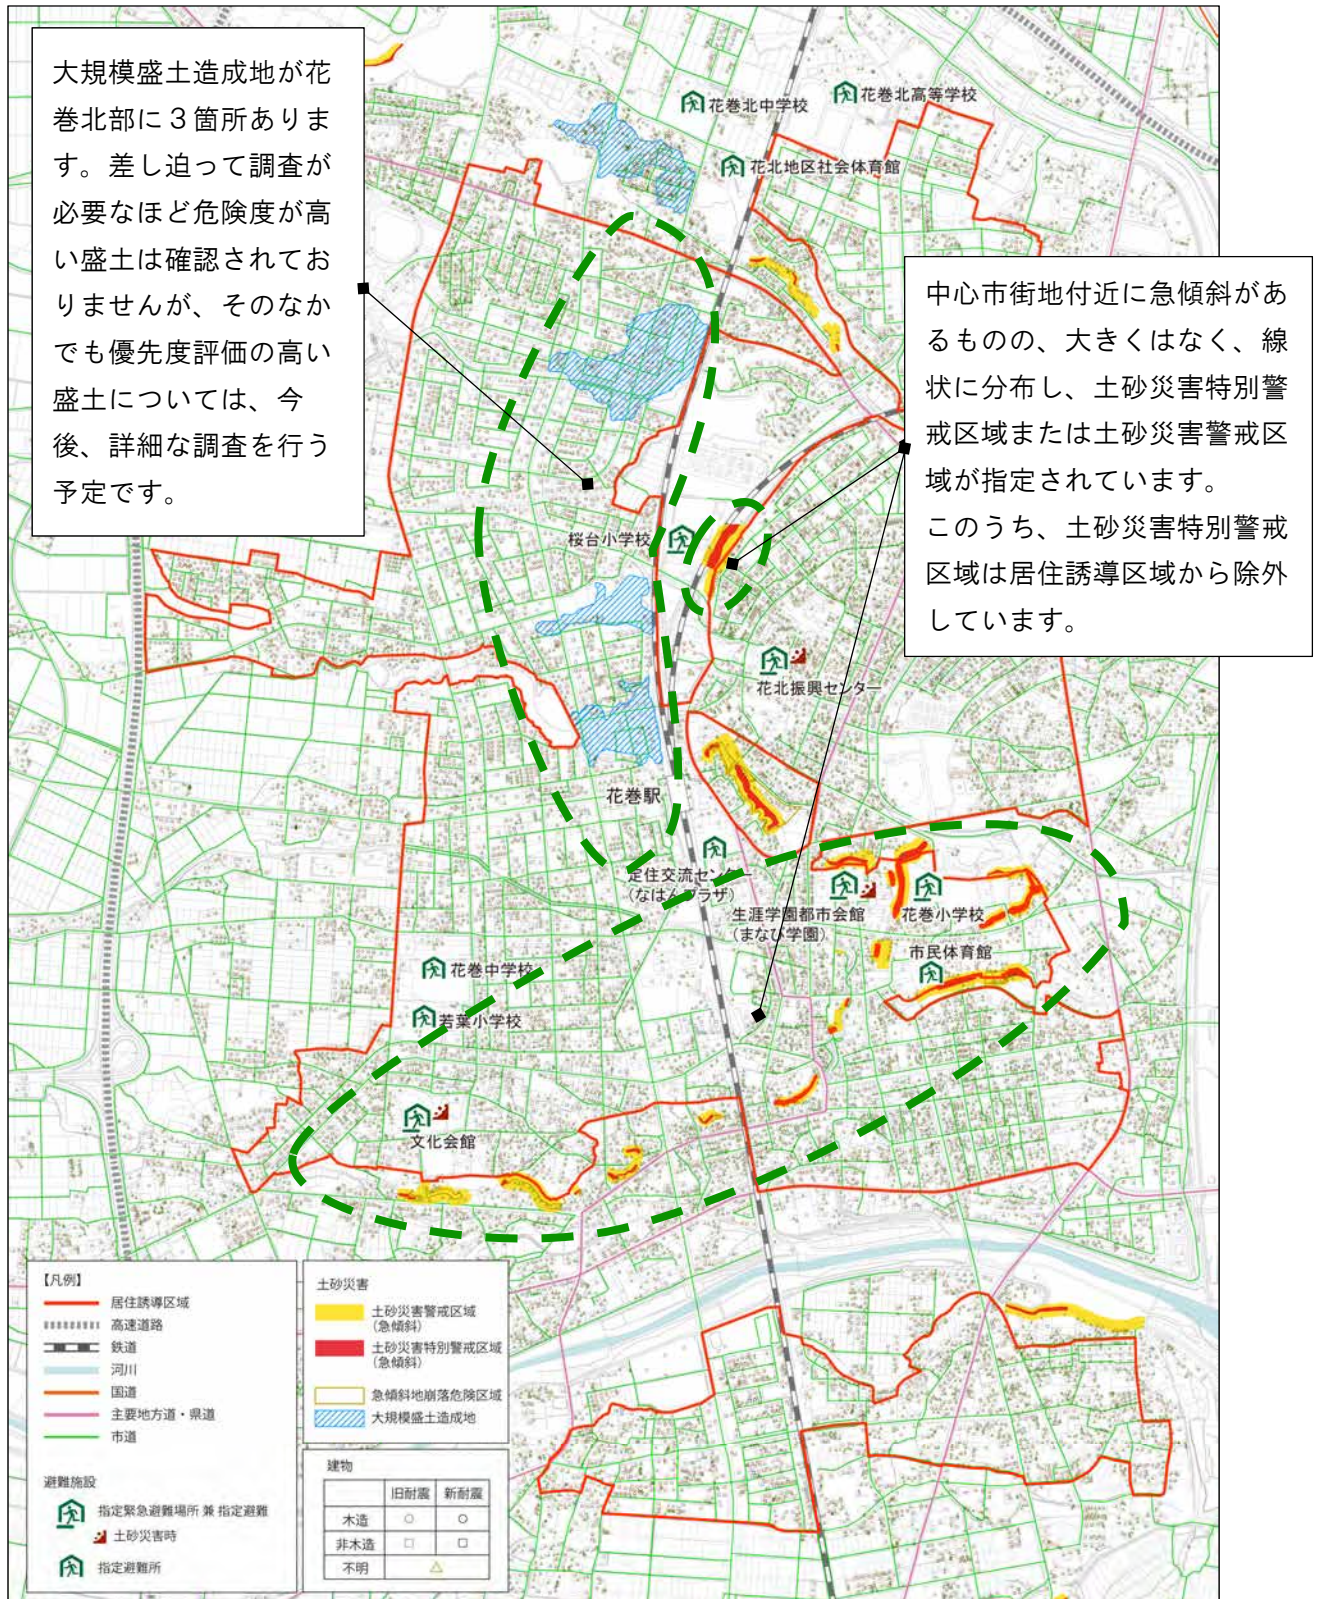 大規模盛土造成地が花
巻北部に３箇所ありま
す。差し迫って調査が
必要なほど危険度が高
い盛土は確認されてお
りませんが、そのなか
でも優先度評価の高い
盛土については、今
後、詳細な調査を行う
予定です。
花巻北中学校
花巻北高等学校
花北地区社会体育館
中心市街地付近に急傾斜があ
るものの、大きくはなく、線
状に分布し、土砂災害特別警
戒区域または土砂災害警戒区
域が指定されています。
このうち、土砂災害特別警戒
区域は居住誘導区域から除外
しています。
桜台小学校
花北振興センター
花巻駅
定住交流センター
(なはんプラザ)
生涯学園都市会館
(まなび学園)
花巻小学校
市民体育館
花巻中学校
若葉小学校
文化会館
【凡例】
居住誘導区域
高速道路
鉄道
河川
国道
主要地方道・県道
市道
避難施設
指定緊急避難場所 兼 指定避難
土砂災害時
指定避難所
土砂災害
土砂災害警戒区域
(急傾斜)
土砂災害特別警戒区域
(急傾斜)
急傾斜地崩落危険区域
大規模盛土造成地
建物
旧耐震 新耐震
木造 ○ ○
非木造 □ □
不明 △